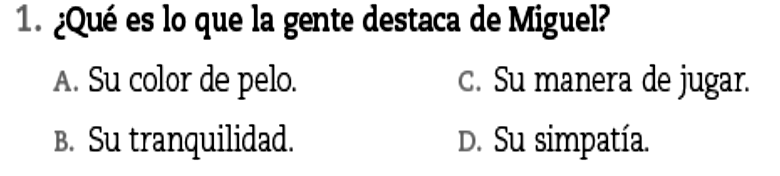 1. ¿Qué es lo que la gente destaca de Miguel?
A. Su color de pelo.
C. Su manera de jugar.
B. Su tranquilidad.
D. Su simpatía.